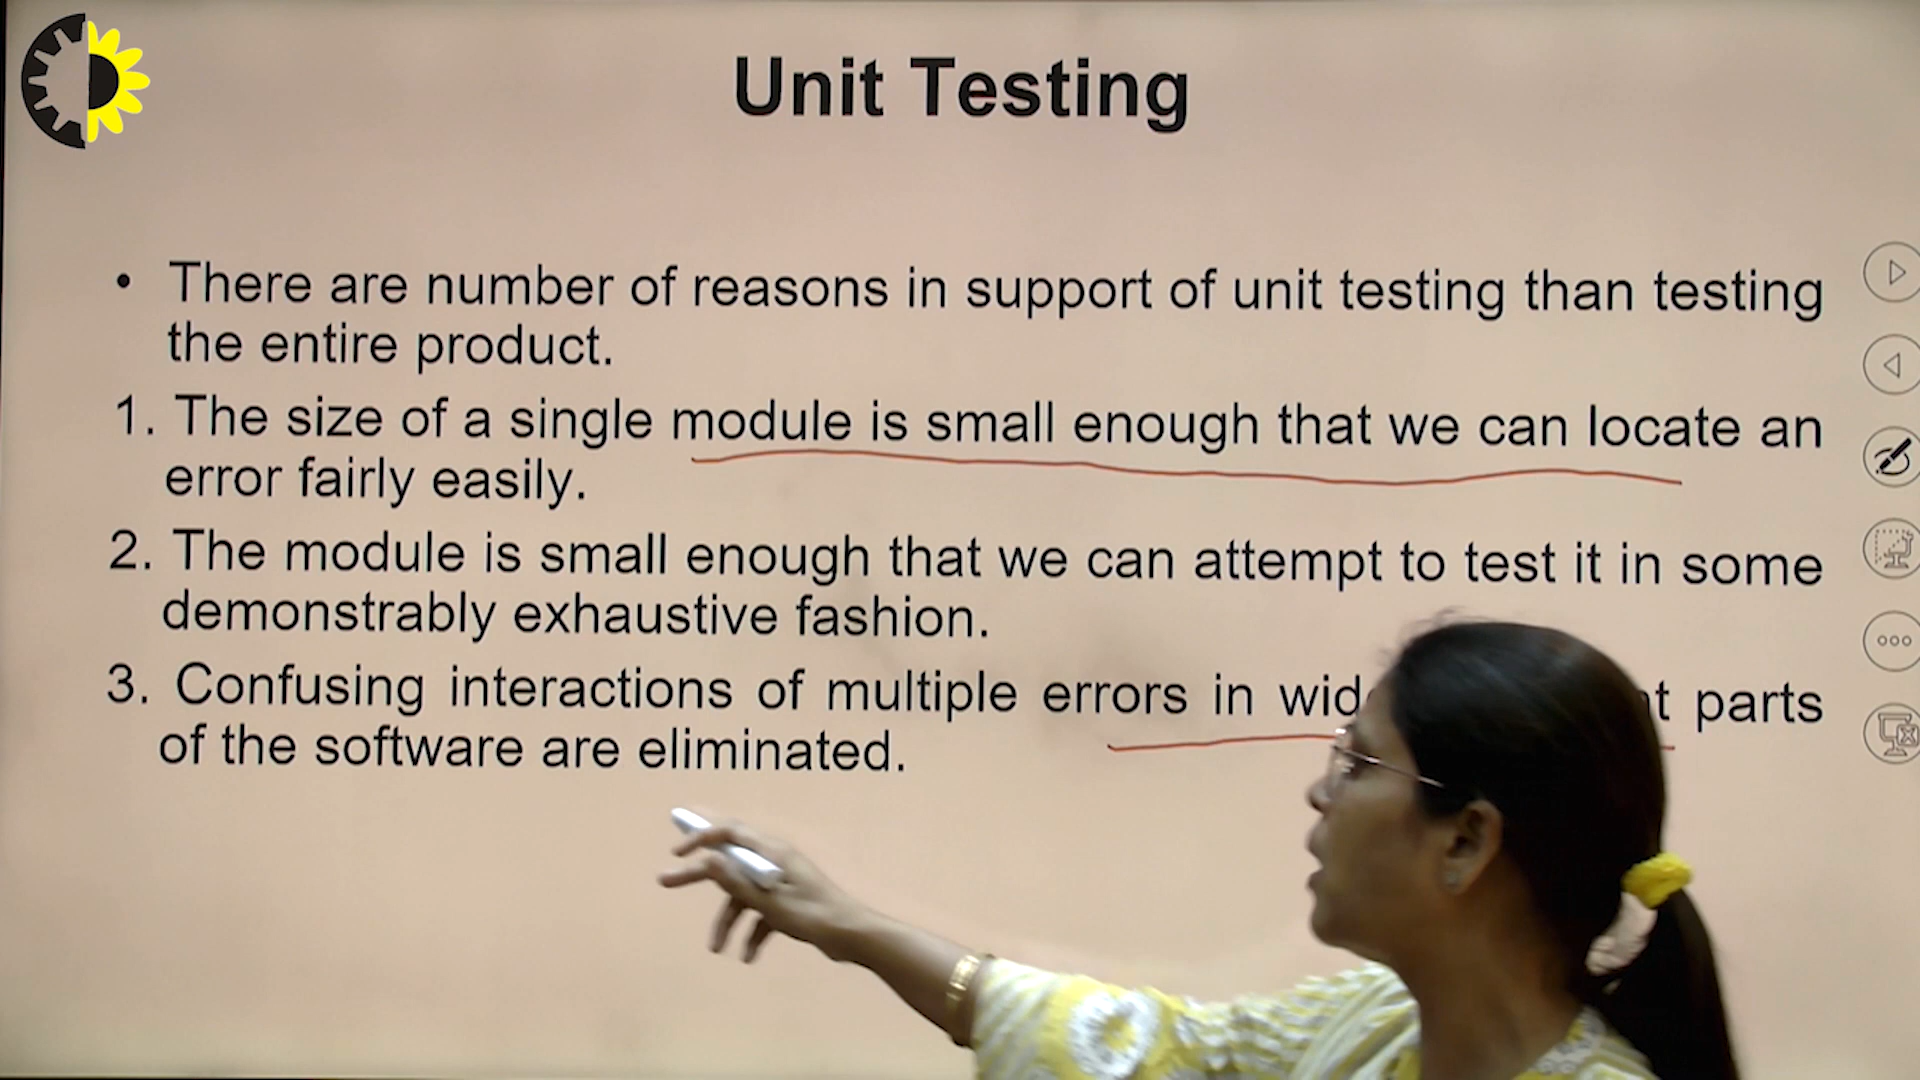 Unit Testing
• There are number of reasons in support of unit testing than testing
the entire product.
1. The size of a single module is small enough that we can locate an
error fairly easily.
2. The module is small enough that we can attempt to test it in some
demonstrably exhaustive fashion.
3. Confusing interactions of multiple errors in parts
of the software are eliminated.